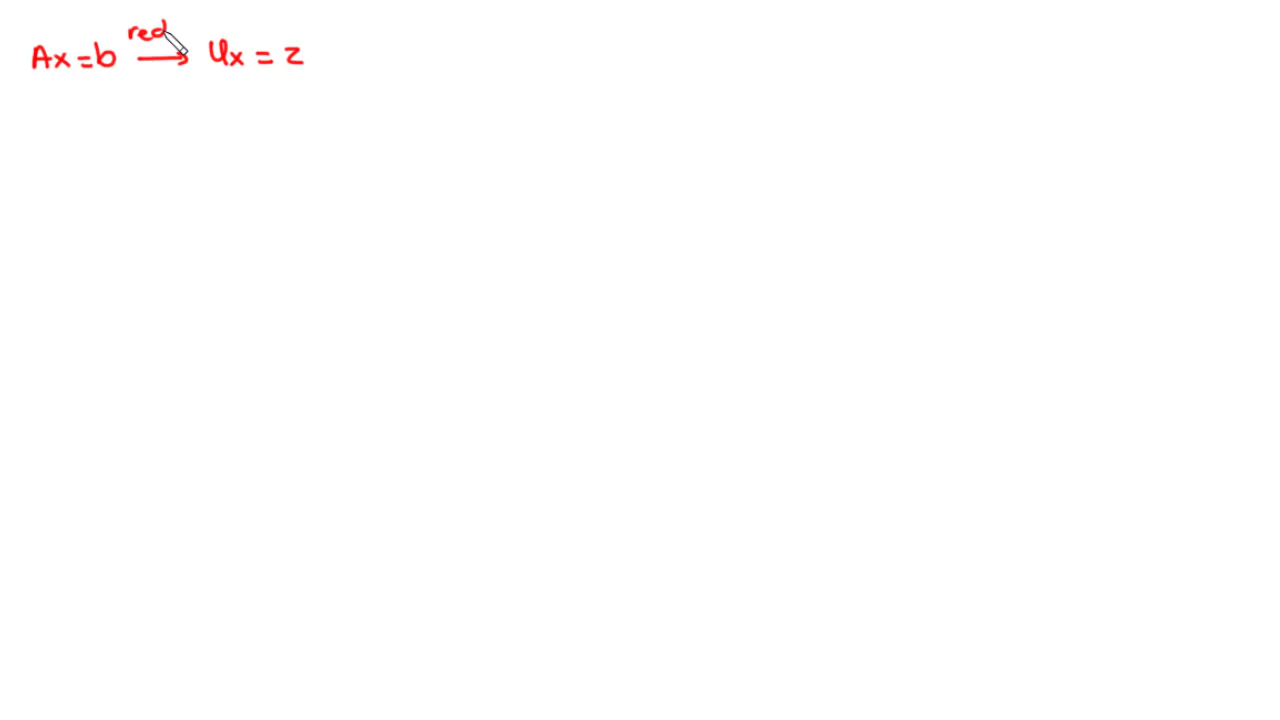 Ax=b red → Ux = z